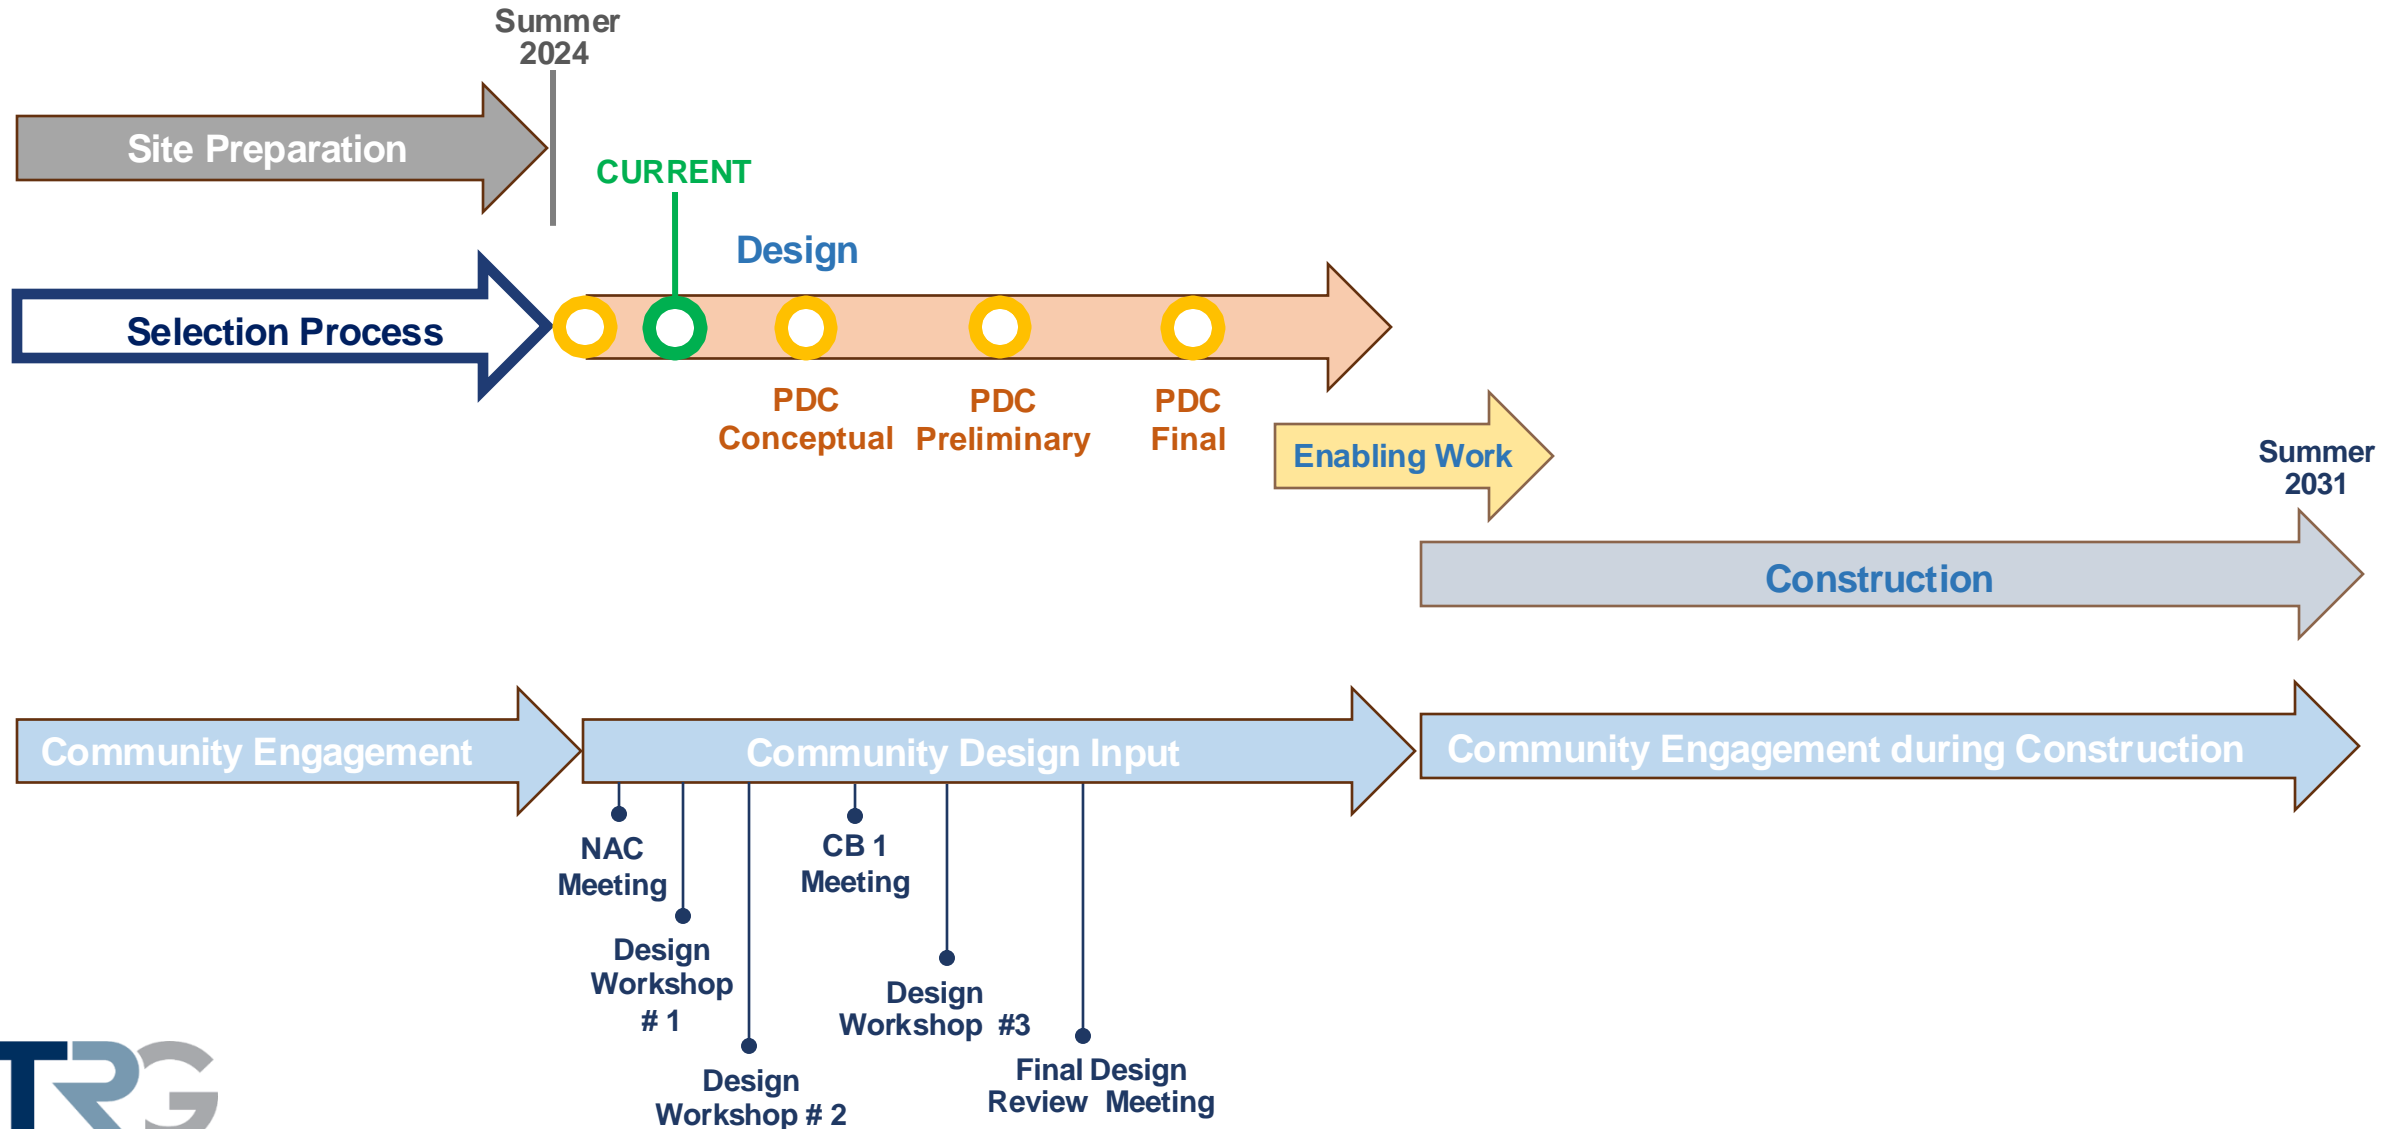 Summer
2024
Site Preparation
CURRENT
Design
Selection Process
PDC
Conceptual
PDC
Preliminary
PDC
Final
Enabling Work
Summer
2031
Construction
Community Engagement
Community Design Input
Community Engagement during Construction
NAC
Meeting
CB 1
Meeting
Design
Workshop
# 1
Design
Workshop #3
Design
Workshop # 2
Final Design
Review Meeting
TRG